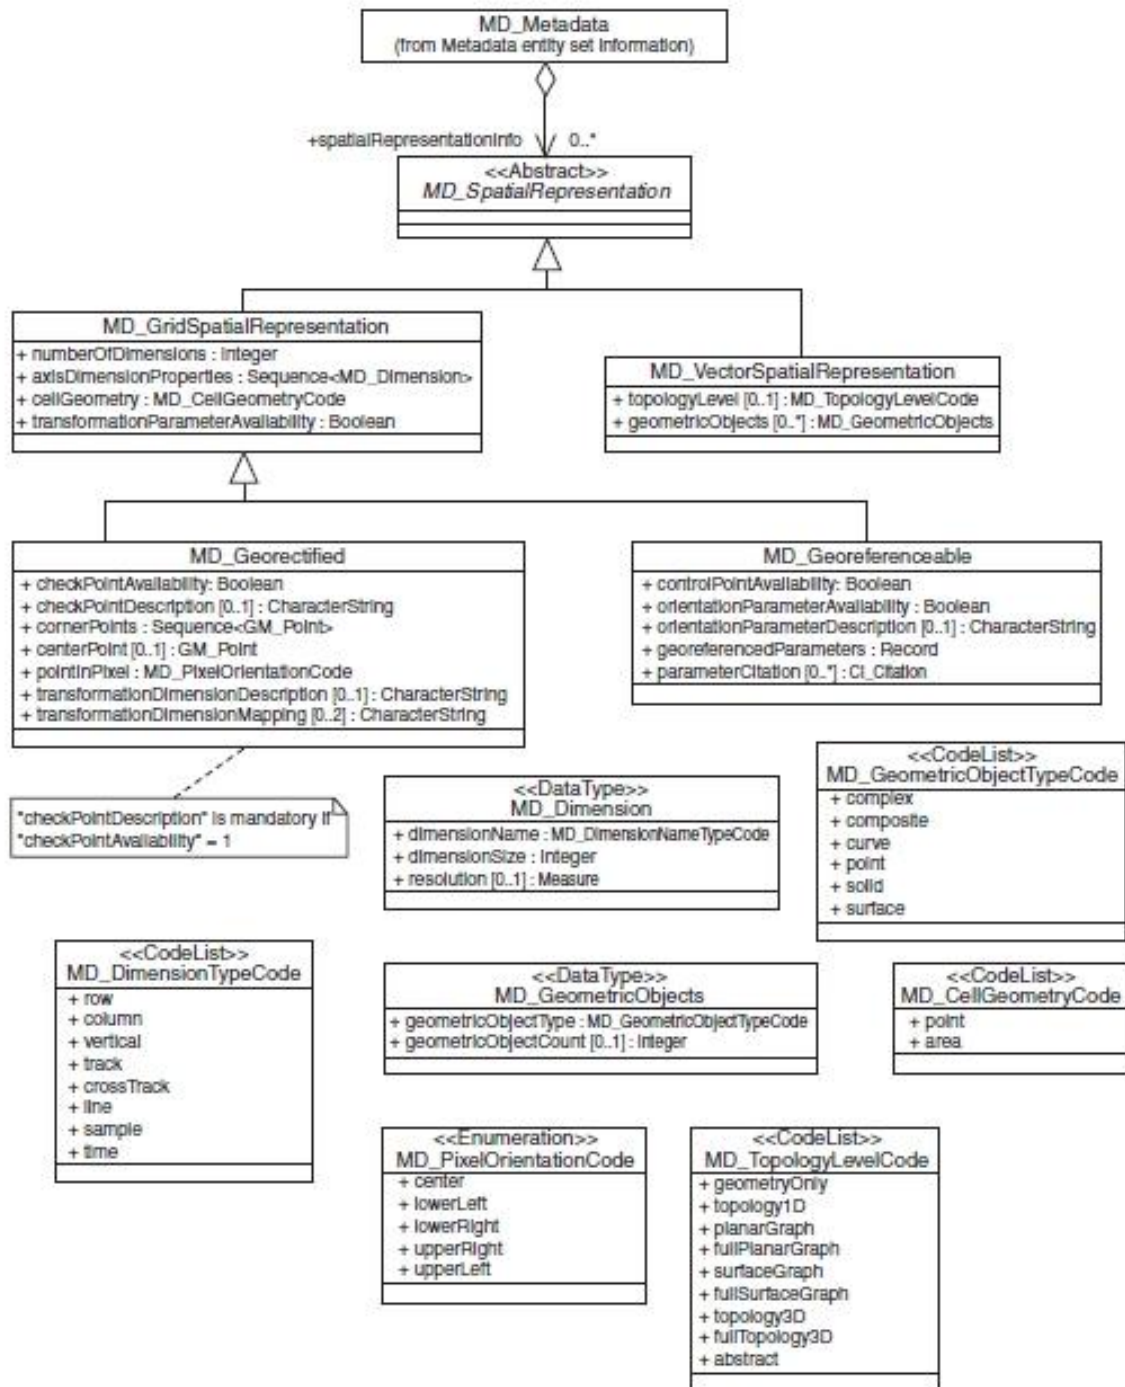 MD_Metadata
(from Metadata entity set information)
+spatialRepresentationInfo 0..*
<<Abstract>>
MD_SpatialRepresentation
MD_GridSpatialRepresentation
+ numberOfDimensions : Integer
+ axisDimensionProperties : Sequence<MD_Dimension>
+ cellGeometry : MD_CellGeometryCode
+ transformationParameterAvailability : Boolean
MD_VectorSpatialRepresentation
+ topologyLevel [0..1] : MD_TopologyLevelCode
+ geometricObjects [0..*] : MD_GeometricObjects
MD_Georectified
+ checkPointAvailability: Boolean
+ checkPointDescription [0..1] : CharacterString
+ cornerPoints : Sequence<GM_Point>
+ centerPoint [0..1] : GM_Point
+ pointInPixel : MD_PixelOrientationCode
+ transformationDimensionDescription [0..1] : CharacterString
+ transformationDimensionMapping [0..2] : CharacterString
MD_Georeferenceable
+ controlPointAvailability: Boolean
+ orientationParameterAvailability : Boolean
+ orientationParameterDescription [0..1] : CharacterString
+ georeferencedParameters : Record
+ parameterCitation [0..*] : CI_Citation
"checkPointDescription" is mandatory if
"checkPointAvailability" = 1
<<DataType>>
MD_Dimension
+ dimensionName : MD_DimensionNameTypeCode
+ dimensionSize : Integer
+ resolution [0..1] : Measure
<<CodeList>>
MD_GeometricObjectTypeCode
+ complex
+ composite
+ curve
+ point
+ solid
+ surface
<<CodeList>>
MD_DimensionTypeCode
+ row
+ column
+ vertical
+ track
+ crossTrack
+ line
+ sample
+ time
<<DataType>>
MD_GeometricObjects
+ geometricObjectType : MD_GeometricObjectTypeCode
+ geometricObjectCount [0..1] : Integer
<<CodeList>>
MD_CellGeometryCode
+ point
+ area
<<Enumeration>>
MD_PixelOrientationCode
+ center
+ lowerLeft
+ lowerRight
+ upperRight
+ upperLeft
<<CodeList>>
MD_TopologyLevelCode
+ geometryOnly
+ topology1D
+ planarGraph
+ fullPlanarGraph
+ surfaceGraph
+ fullSurfaceGraph
+ topology3D
+ fullTopology3D
+ abstract